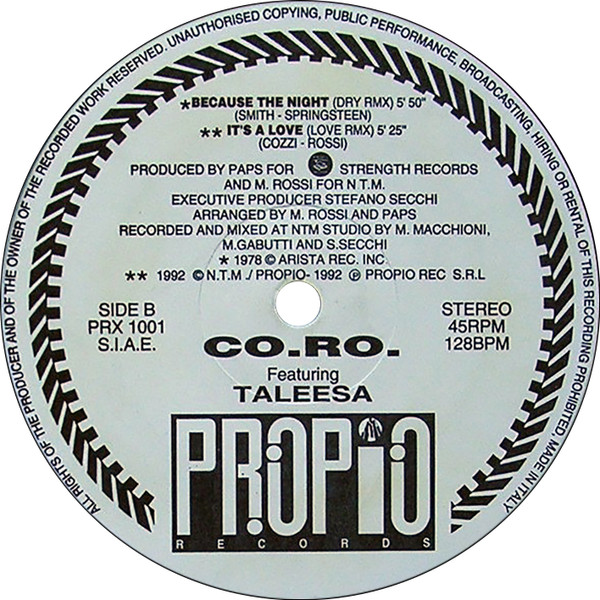 ALL RIGHTS OF THE PRODUCER AND OF THE OWNER OF THE RECORDED WORK RESERVED. UNAUTHORISED COPYING, PUBLIC PERFORMANCE, BROADCASTING, HIRING OR RENTAL OF THIS RECORDING PROHIBITED. MADE IN ITALY
*BECAUSE THE NIGHT (DRY RMX) 5' 50"
(SMITH - SPRINGSTEEN)
** IT'S A LOVE (LOVE RMX) 5' 25"
(COZZI - ROSSI)
PRODUCED BY PAPS FOR STRENGTH RECORDS
AND M. ROSSI FOR N T.M.
EXECUTIVE PRODUCER STEFANO SECCHI
ARRANGED BY M. ROSSI AND PAPS
RECORDED AND MIXED AT NTM STUDIO BY M. MACCHIONI,
M.GABUTTI AND S.SECCHI
* 1978 © ARISTA REC. INC.
** 1992 © N.T.M ./ PROPIO- 1992 ℗ PROPIO REC S.R.L
SIDE B
PRX 1001
S.I.A.E.
STEREO
45RPM
128BPM
CO.RO.
Featuring
TALEESA
PROPIO
RECORDS